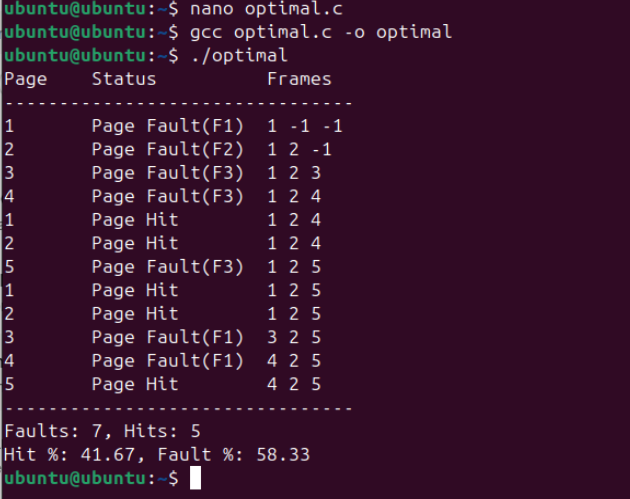 ubuntu@ubuntu:~$ nano optimal.c
ubuntu@ubuntu:~$ gcc optimal.c -o optimal
ubuntu@ubuntu:~$ ./optimal
Page    Status          Frames
--------------------------------
1       Page Fault(F1)  1 -1 -1
2       Page Fault(F2)  1 2 -1
3       Page Fault(F3)  1 2 3
4       Page Fault(F3)  1 2 4
1       Page Hit        1 2 4
2       Page Hit        1 2 4
5       Page Fault(F3)  1 2 5
1       Page Hit        1 2 5
2       Page Hit        1 2 5
3       Page Fault(F1)  3 2 5
4       Page Fault(F1)  4 2 5
5       Page Hit        4 2 5
--------------------------------
Faults: 7, Hits: 5
Hit %: 41.67, Fault %: 58.33
ubuntu@ubuntu:~$